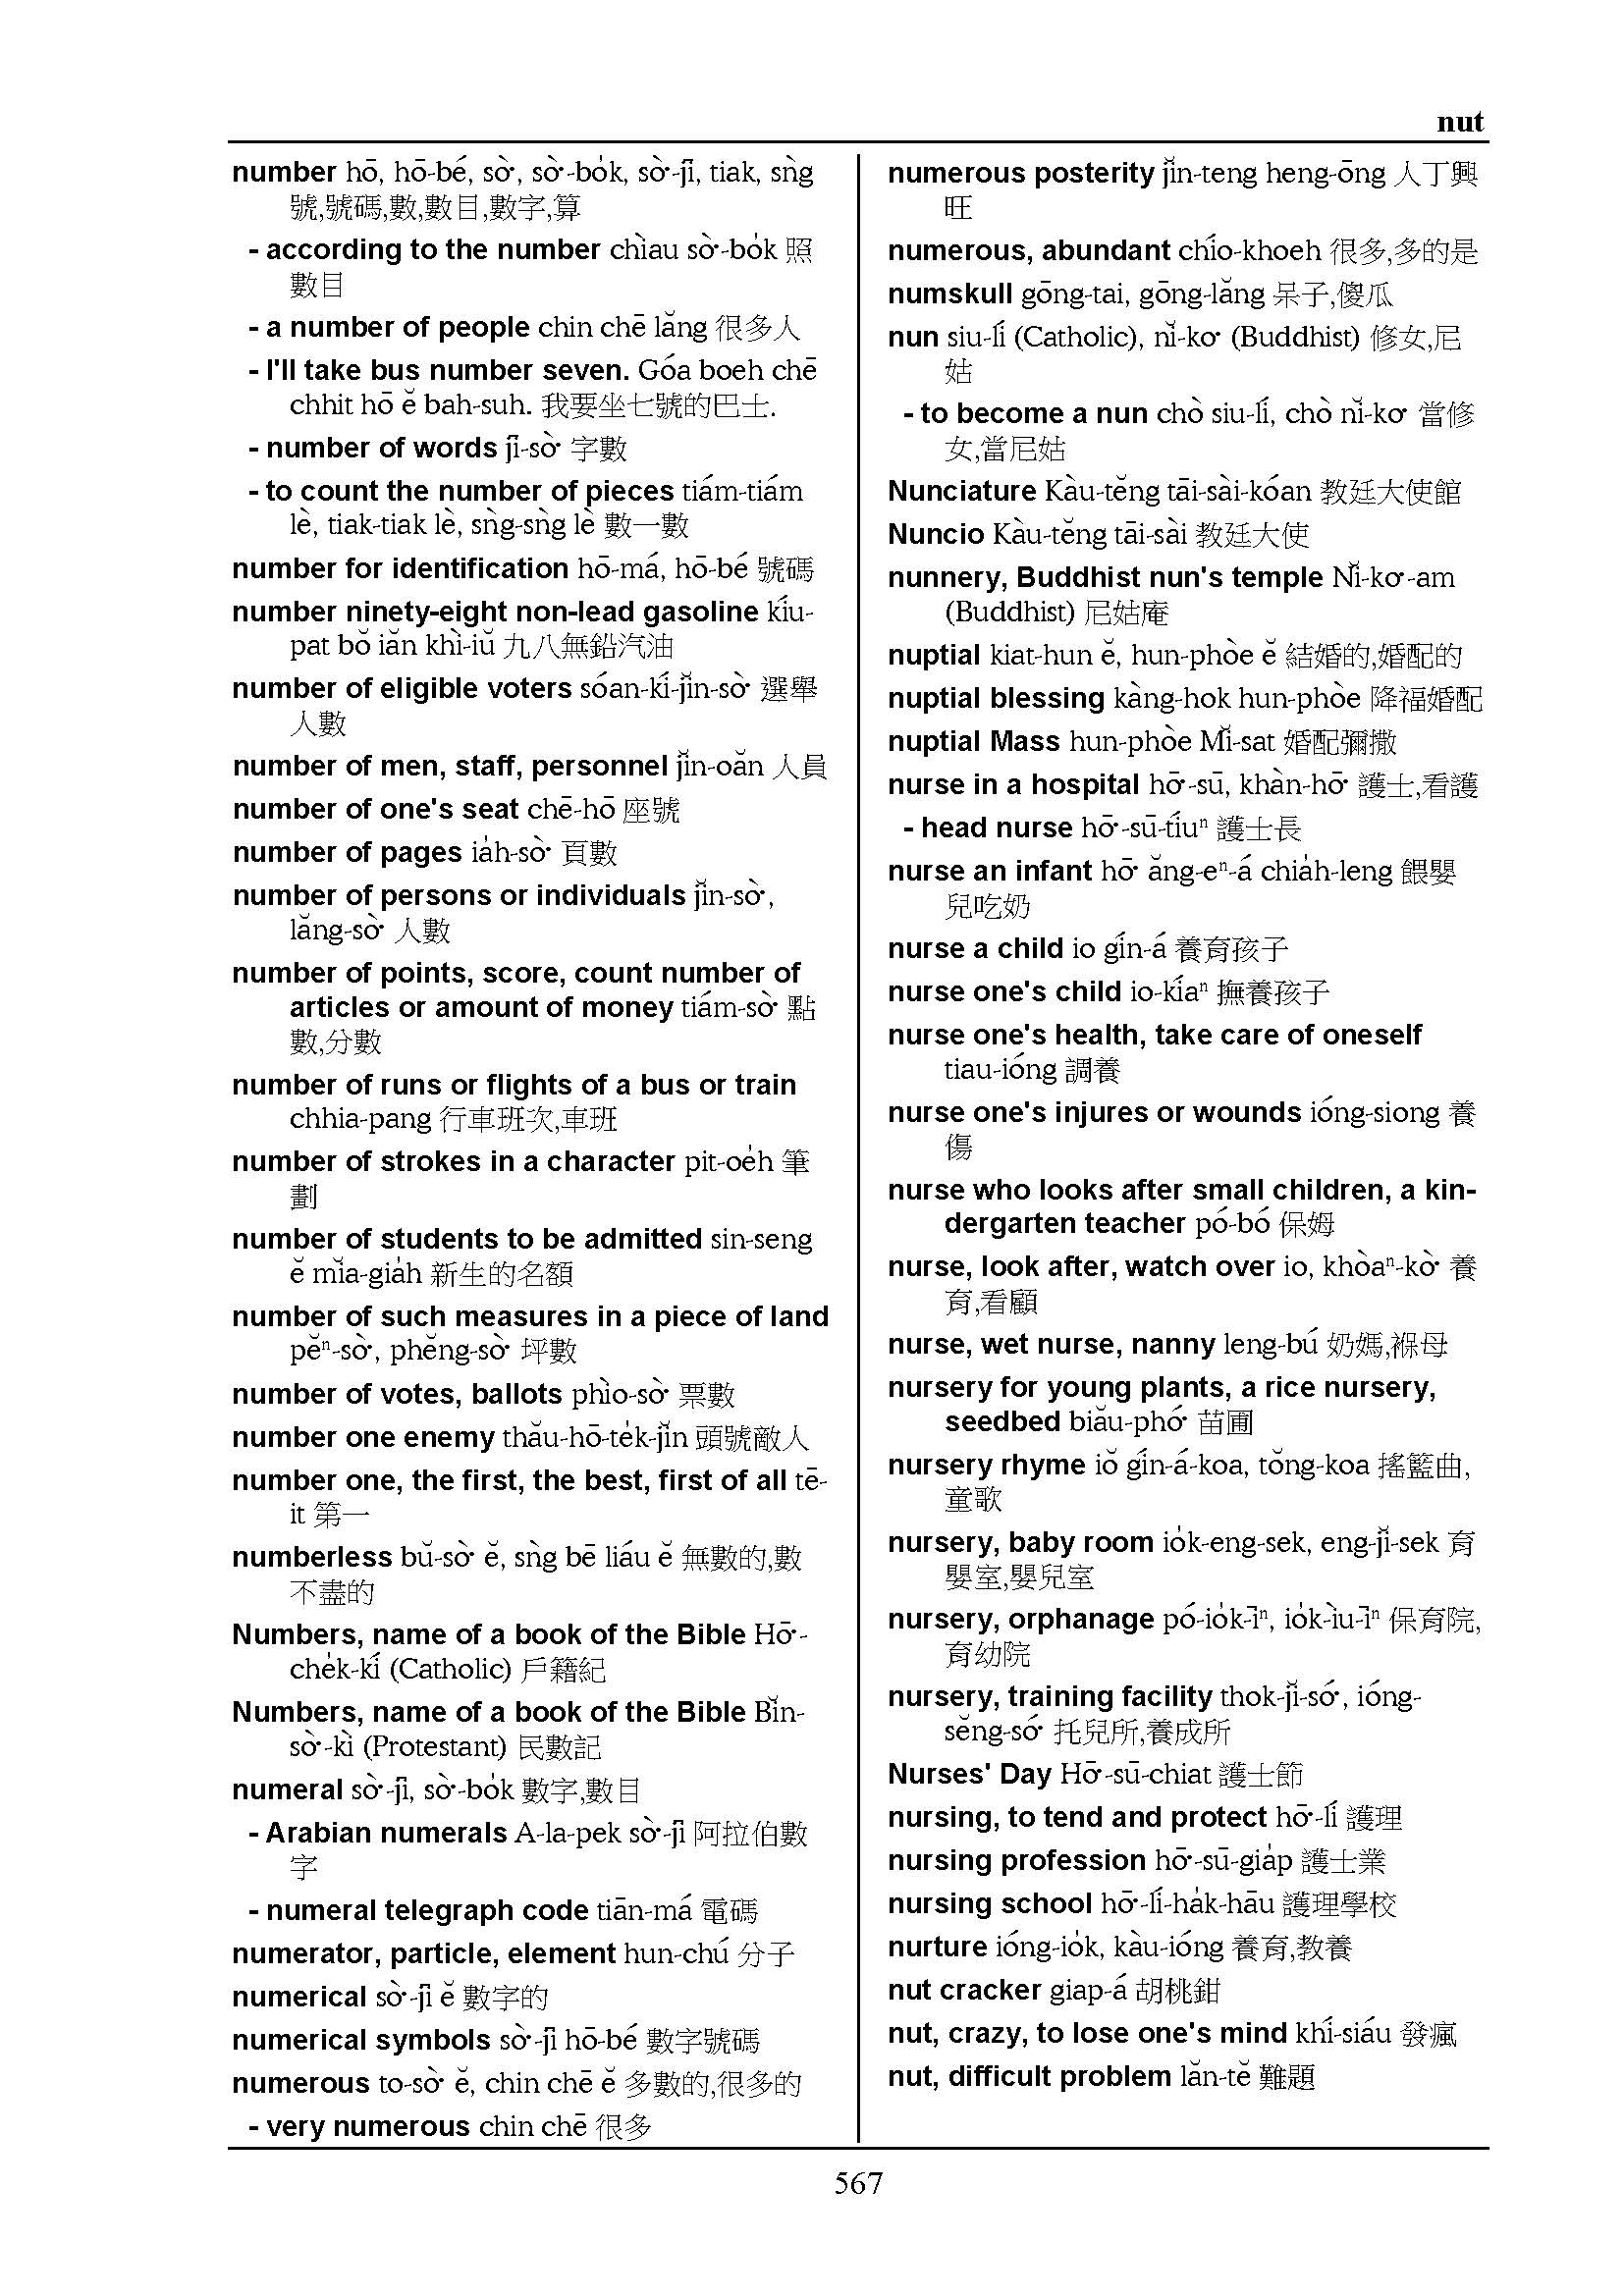 nut
number hō, hō-bé, sò͘, sò͘-bo̍k, sò͘-jī, tiak, sǹg
號,號碼,數,數目,數字,算
- according to the number chìau sò͘-bo̍k 照
數目
- a number of people chin chē lăng 很多人
- I'll take bus number seven. Góa boeh chē
chhit hō ĕ bah-suh. 我要坐七號的巴士.
- number of words jī-sò͘ 字數
- to count the number of pieces tiám-tiám
lè, tiak-tiak lè, sǹg-sǹg lè 數一數
number for identification hō-má, hō-bé 號碼
number ninety-eight non-lead gasoline kíu-
pat bŏ iăn khì-iŭ 九八無鉛汽油
number of eligible voters sóan-kí-jĭn-sò͘ 選舉
人數
number of men, staff, personnel jĭn-oăn 人員
number of one's seat chē-hō 座號
number of pages ia̍h-sò͘ 頁數
number of persons or individuals jĭn-sò͘,
lăng-sò͘ 人數
number of points, score, count number of
articles or amount of money tiám-sò͘ 點
數,分數
number of runs or flights of a bus or train
chhia-pang 行車班次,車班
number of strokes in a character pit-oe̍h 筆
劃
number of students to be admitted sin-seng
ĕ mĭa-gia̍h 新生的名額
number of such measures in a piece of land
pĕⁿ-sò͘, phĕng-sò͘ 坪數
number of votes, ballots phìo-sò͘ 票數
number one enemy thău-hō-te̍k-jĭn 頭號敵人
number one, the first, the best, first of all tē-
it 第一
numberless bŭ-sò͘ ĕ, sǹg bē liáu ĕ 無數的,數
不盡的
Numbers, name of a book of the Bible Hō͘-
che̍k-kí (Catholic) 戶籍紀
Numbers, name of a book of the Bible Bĭn-
sò͘-kì (Protestant) 民數記
numeral sò͘-jī, sò͘-bo̍k 數字,數目
- Arabian numerals A-la-pek sò͘-jī 阿拉伯數
字
- numeral telegraph code tiān-má 電碼
numerator, particle, element hun-chú 分子
numerical sò͘-jī ĕ 數字的
numerical symbols sò͘-jī hō-bé 數字號碼
numerous to-sò͘ ĕ, chin chē ĕ 多數的,很多的
- very numerous chin chē 很多
numerous posterity jĭn-teng heng-ōng 人丁興
旺
numerous, abundant chío-khoeh 很多,多的是
numskull gōng-tai, gōng-lăng 呆子,傻瓜
nun siu-lí (Catholic), nĭ-ko͘ (Buddhist) 修女,尼
姑
- to become a nun chò siu-lí, chò nĭ-ko͘ 當修
女,當尼姑
Nunciature Kàu-tĕng tāi-sài-kóan 教廷大使館
Nuncio Kàu-tĕng tāi-sài 教廷大使
nunnery, Buddhist nun's temple Nĭ-ko͘-am
(Buddhist) 尼姑庵
nuptial kiat-hun ĕ, hun-phòe ĕ 結婚的,婚配的
nuptial blessing kàng-hok hun-phòe 降福婚配
nuptial Mass hun-phòe Mĭ-sat 婚配彌撒
nurse in a hospital hō͘-sū, khàn-hō͘ 護士,看護
- head nurse hō͘-sū-tíuⁿ 護士長
nurse an infant hō͘ ăng-eⁿ-á chia̍h-leng 餵嬰
兒吃奶
nurse a child io gín-á 養育孩子
nurse one's child io-kíaⁿ 撫養孩子
nurse one's health, take care of oneself
tiau-ióng 調養
nurse one's injures or wounds ióng-siong 養
傷
nurse who looks after small children, a kin-
dergarten teacher pó-bó 保姆
nurse, look after, watch over io, khòaⁿ-kò͘ 養
育,看顧
nurse, wet nurse, nanny leng-bú 奶媽,褓母
nursery for young plants, a rice nursery,
seedbed biău-phó͘ 苗圃
nursery rhyme iŏ gín-á-koa, tŏng-koa 搖籃曲,
童歌
nursery, baby room io̍k-eng-sek, eng-jĭ-sek 育
嬰室,嬰兒室
nursery, orphanage pó-io̍k-īⁿ, io̍k-ìu-īⁿ 保育院,
育幼院
nursery, training facility thok-jĭ-só͘, ióng-
sĕng-só͘ 托兒所,養成所
Nurses' Day Hō͘-sū-chiat 護士節
nursing, to tend and protect hō͘-lí 護理
nursing profession hō͘-sū-gia̍p 護士業
nursing school hō͘-lí-ha̍k-hāu 護理學校
nurture ióng-io̍k, kàu-ióng 養育,教養
nut cracker giap-á 胡桃鉗
nut, crazy, to lose one's mind khí-siáu 發瘋
nut, difficult problem lăn-tĕ 難題
567